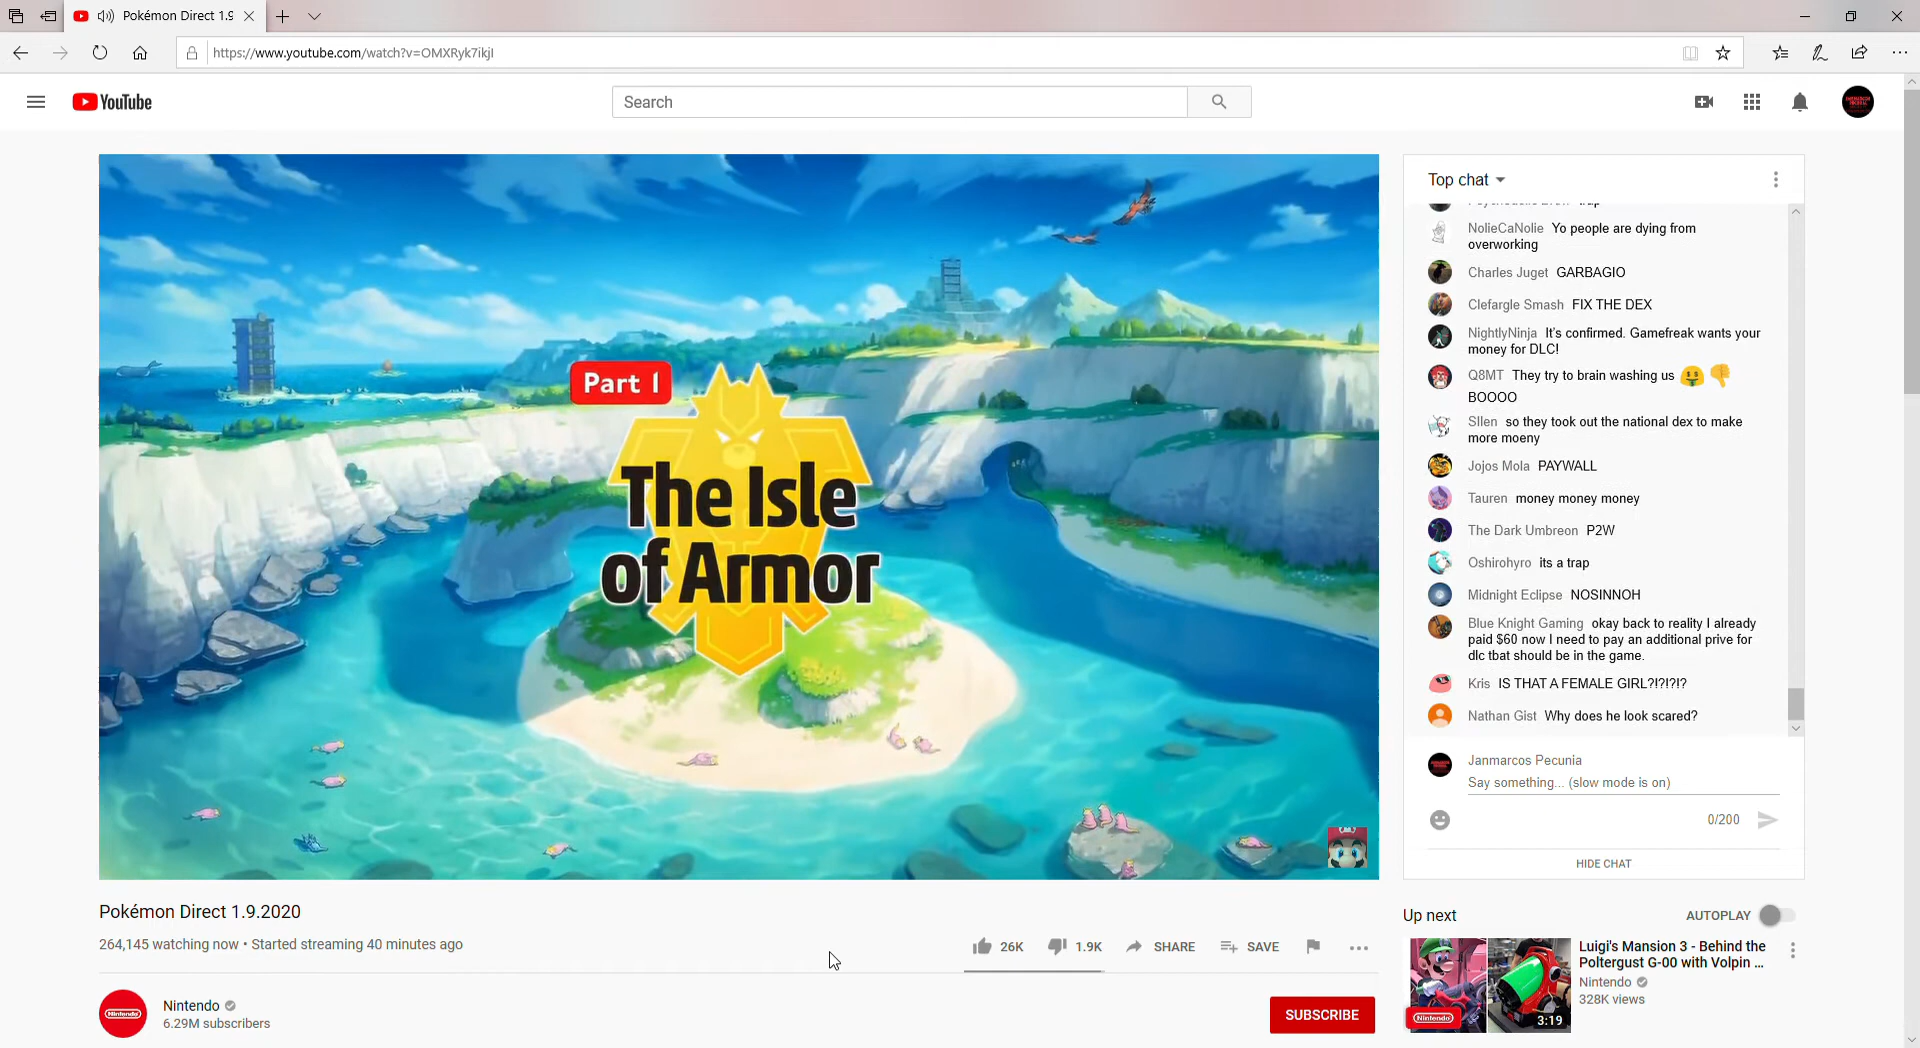 Pokémon Direct 1.9
https://www.youtube.com/watch?v=OMXRyk7ikjI
YouTube
Search
Part 1
The Isle
of Armor
Pokémon Direct 1.9.2020
264,145 watching now • Started streaming 40 minutes ago
26K
1.9K
SHARE
SAVE
Nintendo
Nintendo
6.29M subscribers
SUBSCRIBE
Top chat
NolieCaNolie Yo people are dying from
overworking
Charles Juget GARBAGIO
Clefargle Smash FIX THE DEX
NightlyNinja It's confirmed. Gamefreak wants your
money for DLC!
Q8MT They try to brain washing us
BOOOO
Sllen so they took out the national dex to make
more moeny
Jojos Mola PAYWALL
Tauren money money money
The Dark Umbreon P2W
Oshirohyro its a trap
Midnight Eclipse NOSINNOH
Blue Knight Gaming okay back to reality I already
paid $60 now I need to pay an additional prive for
dlc tbat should be in the game.
Kris IS THAT A FEMALE GIRL?!?!?!?
Nathan Gist Why does he look scared?
Janmarcos Pecunia
Say something... (slow mode is on)
0/200
HIDE CHAT
Up next
AUTOPLAY
Luigi's Mansion 3 - Behind the
Poltergust G-00 with Volpin ...
Nintendo
328K views
Nintendo
3:19